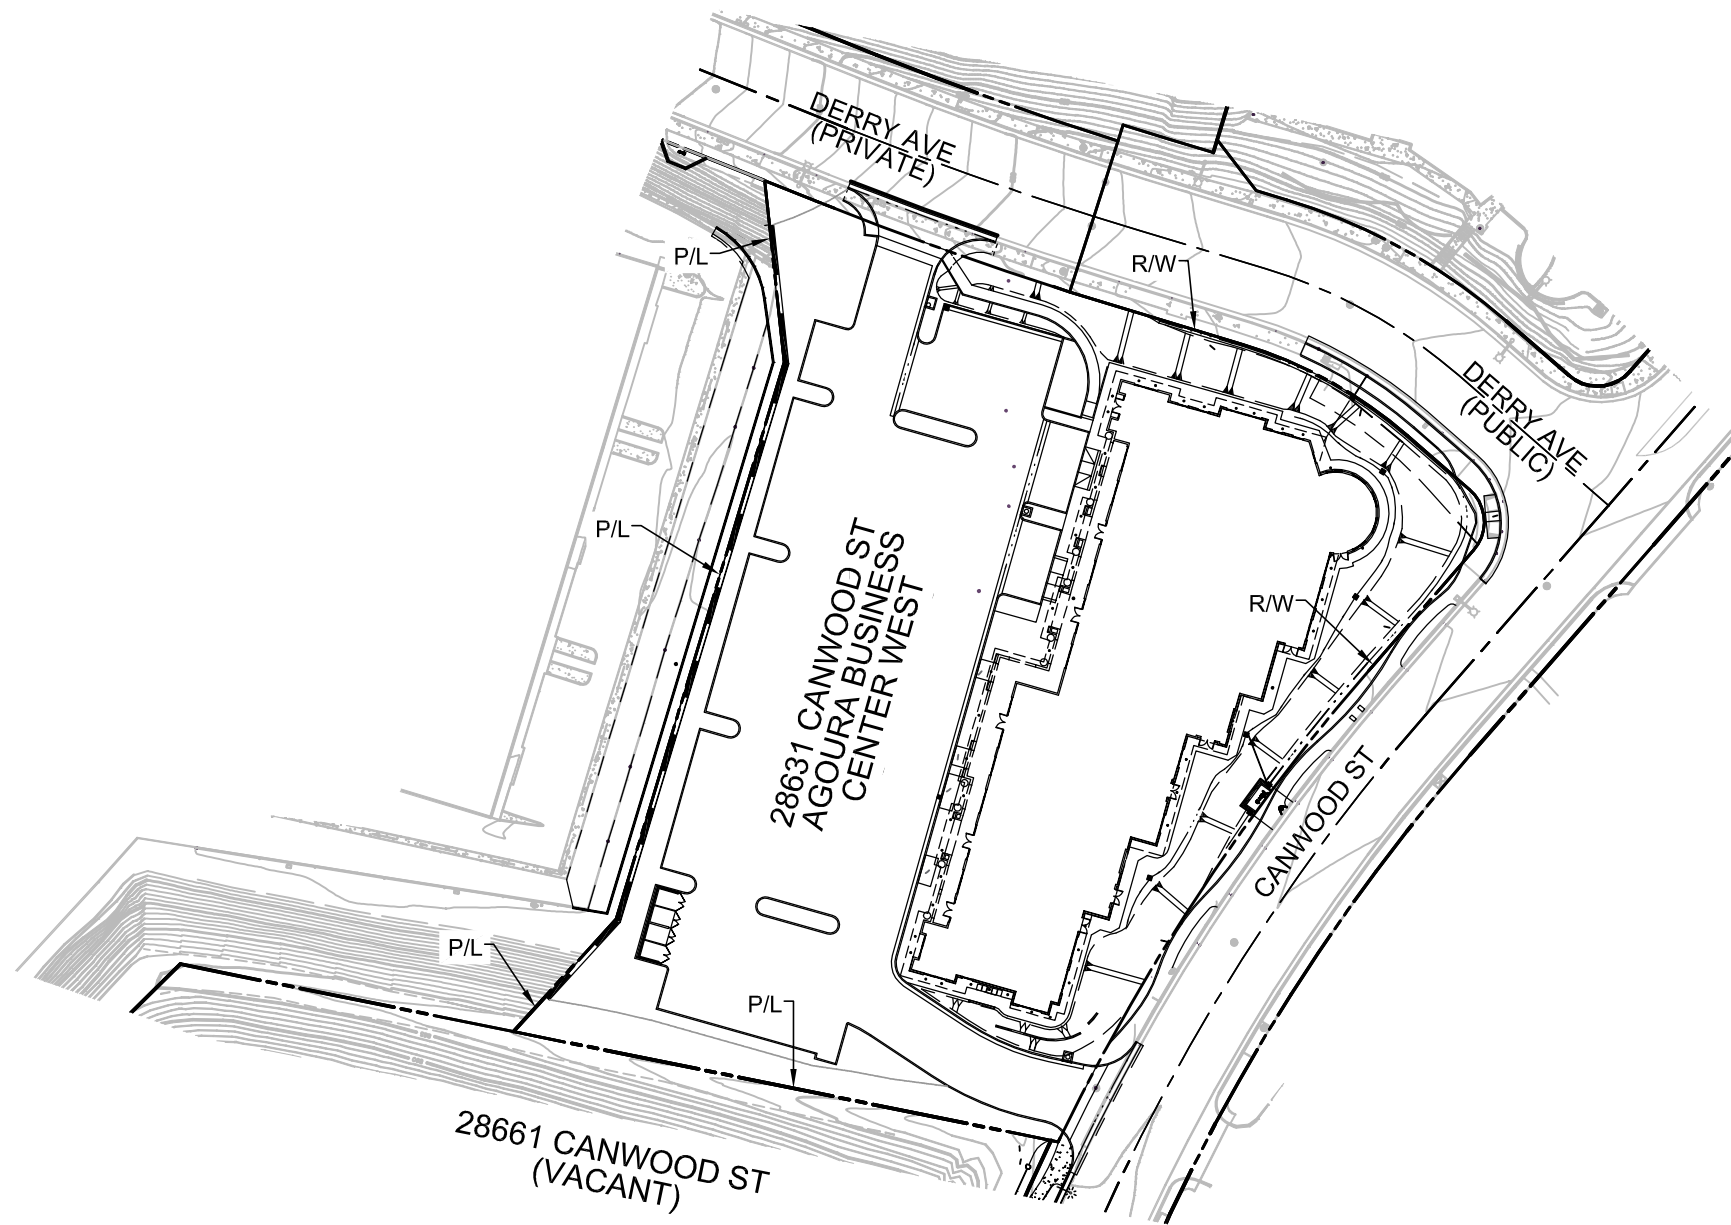 DERRY AVE
(PRIVATE)
P/L
R/W
DERRY AVE
(PUBLIC)
P/L
28631 CANWOOD ST
AGOURA BUSINESS
CENTER WEST
R/W
CANWOOD ST
P/L
P/L
28661 CANWOOD ST
(VACANT)